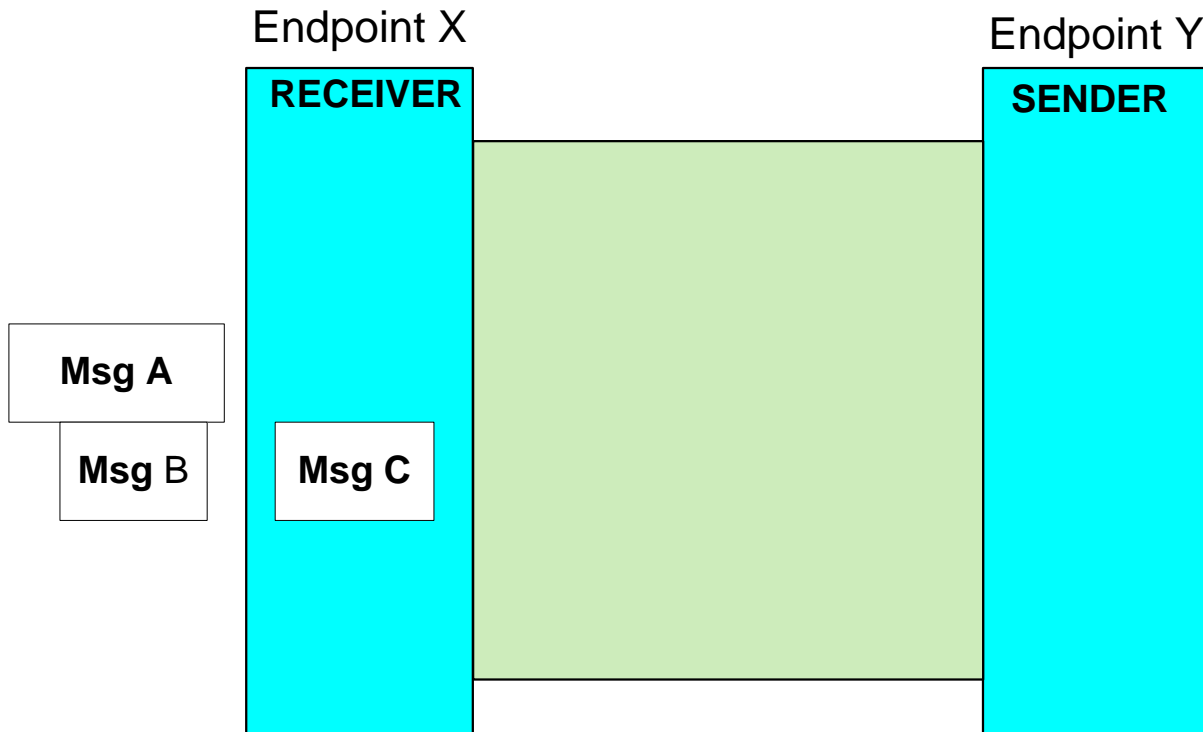 Endpoint X
Endpoint Y
RECEIVER
SENDER
Msg A
Msg B
Msg C